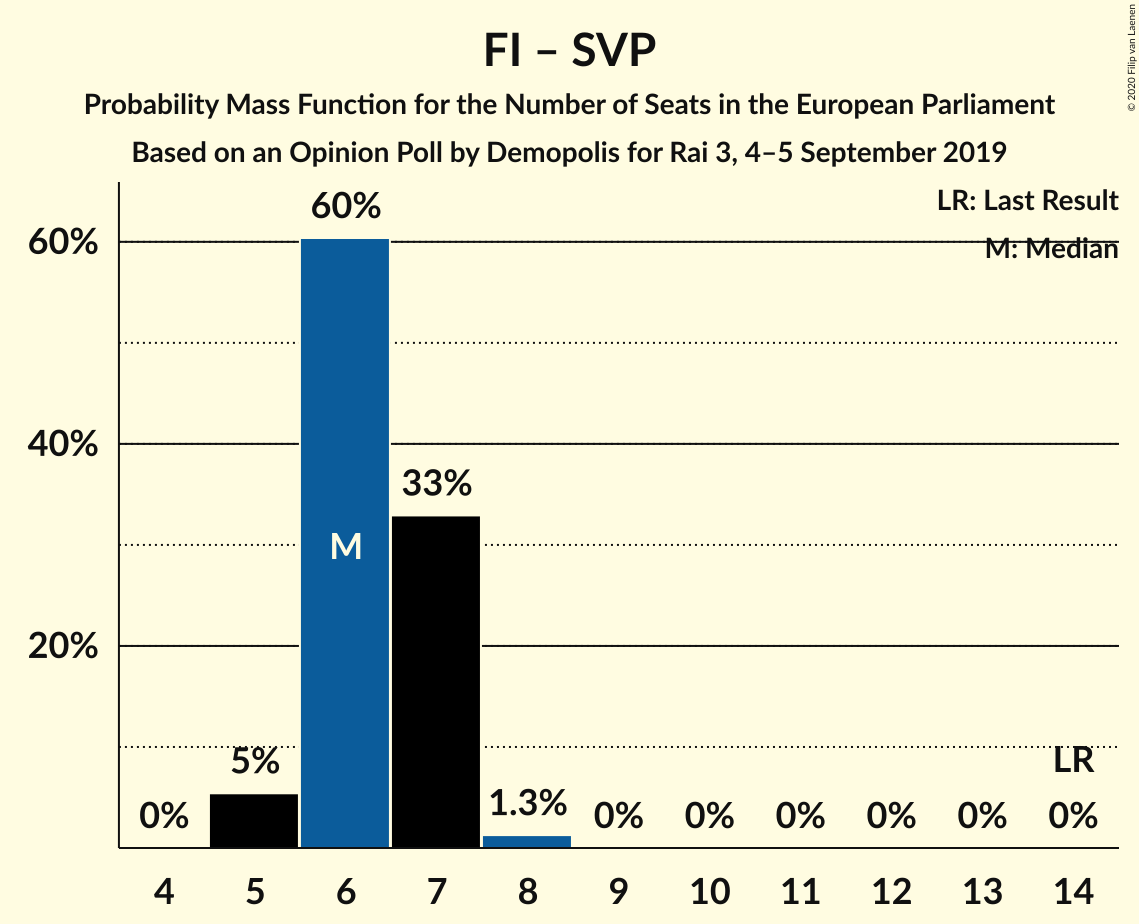 FI – SVP
Probability Mass Function for the Number of Seats in the European Parliament
Based on an Opinion Poll by Demopolis for Rai 3, 4–5 September 2019
© 2020 Filip van Laenen
LR: Last Result
M: Median
60%
40%
20%
0%
5%
60%
M
33%
1.3%
0%
0%
0%
0%
0%
LR
0%
4 5 6 7 8 9 10 11 12 13 14